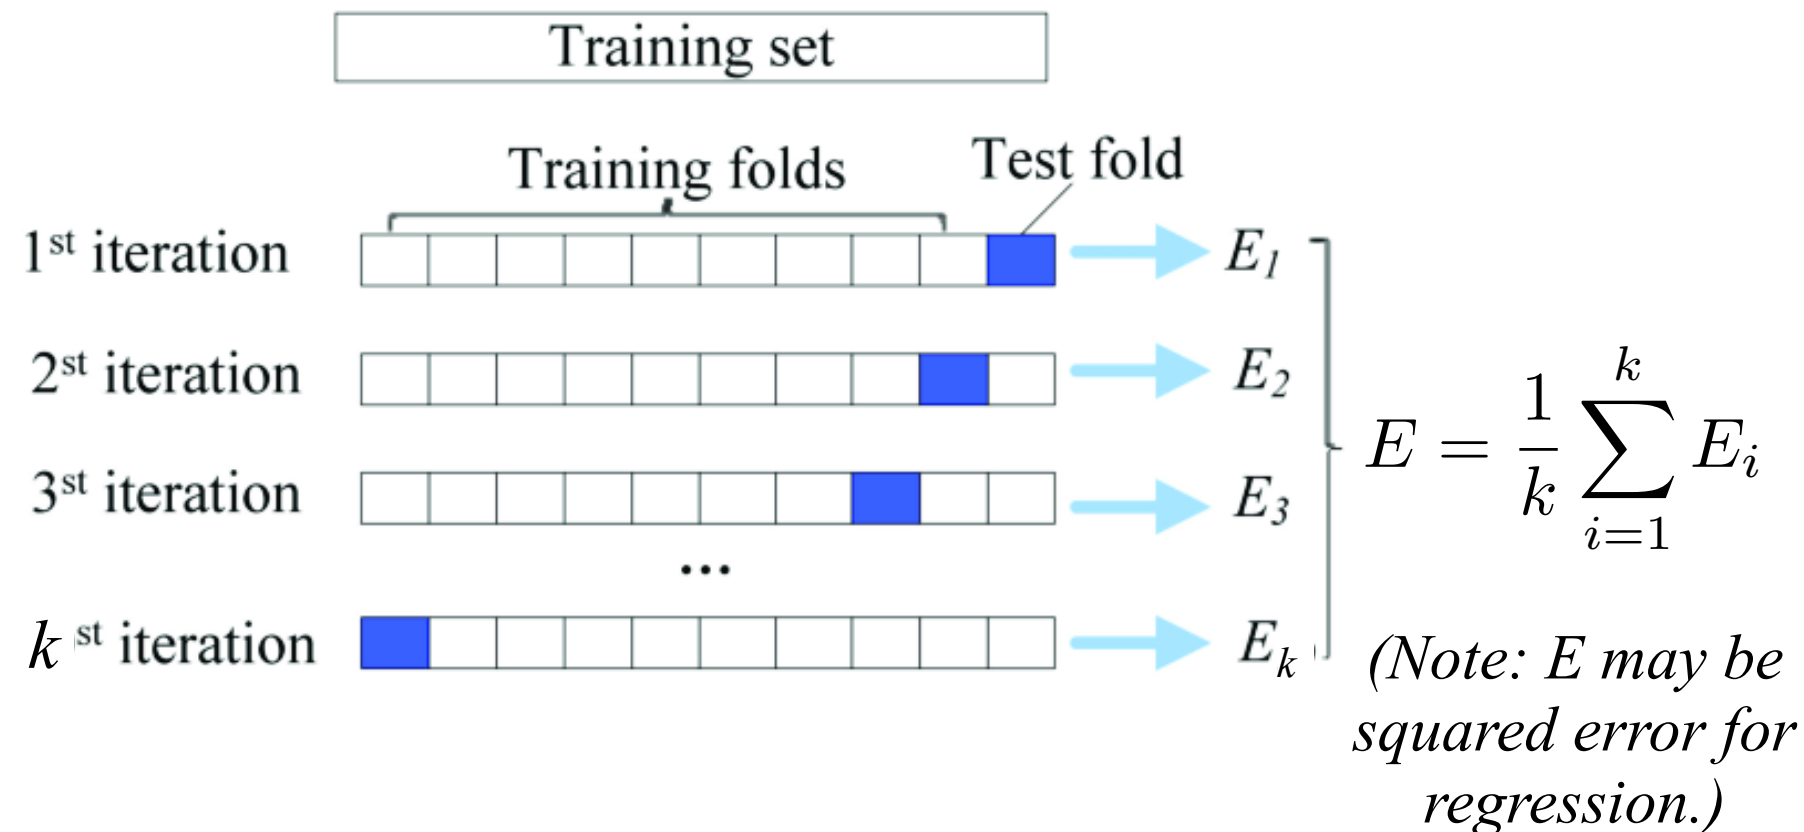 Training set
Training folds
Test fold
1st iteration
E1
2st iteration
E2
3st iteration
E3
...
k st iteration
Ek
E = 1/k ∑_{i=1}^{k} E_i
(Note: E may be
squared error for
regression.)